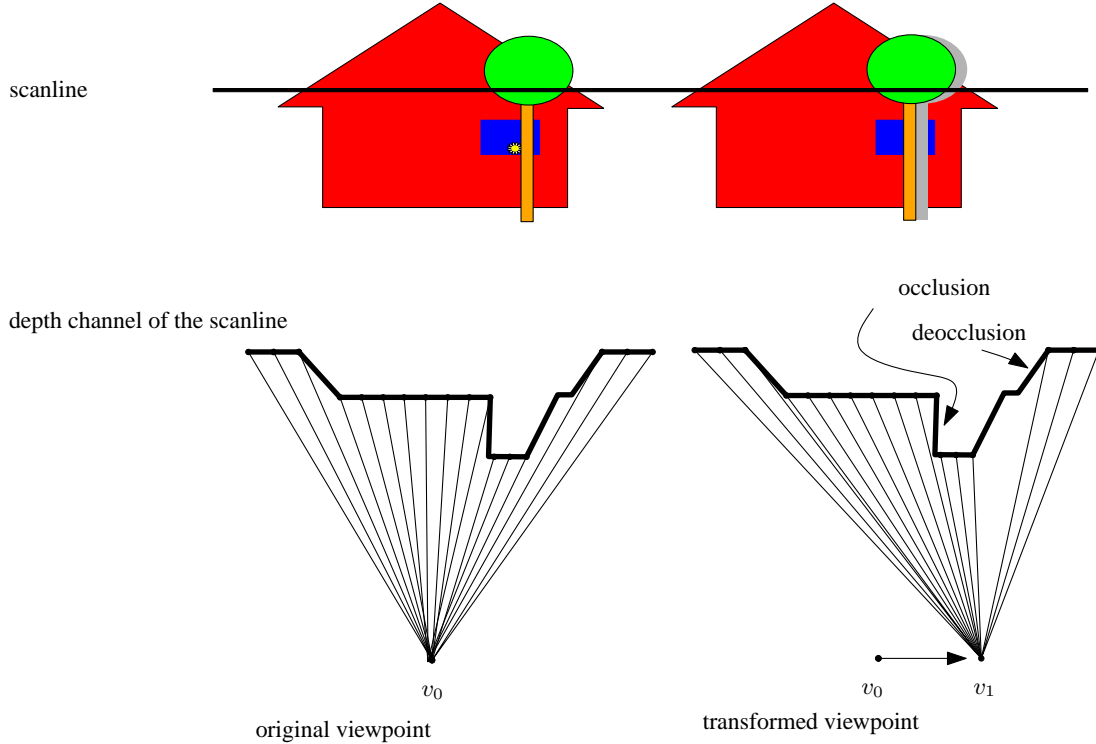 scanline
occlusion
depth channel of the scanline
deocclusion
v₀
v₀
v₁
original viewpoint
transformed viewpoint